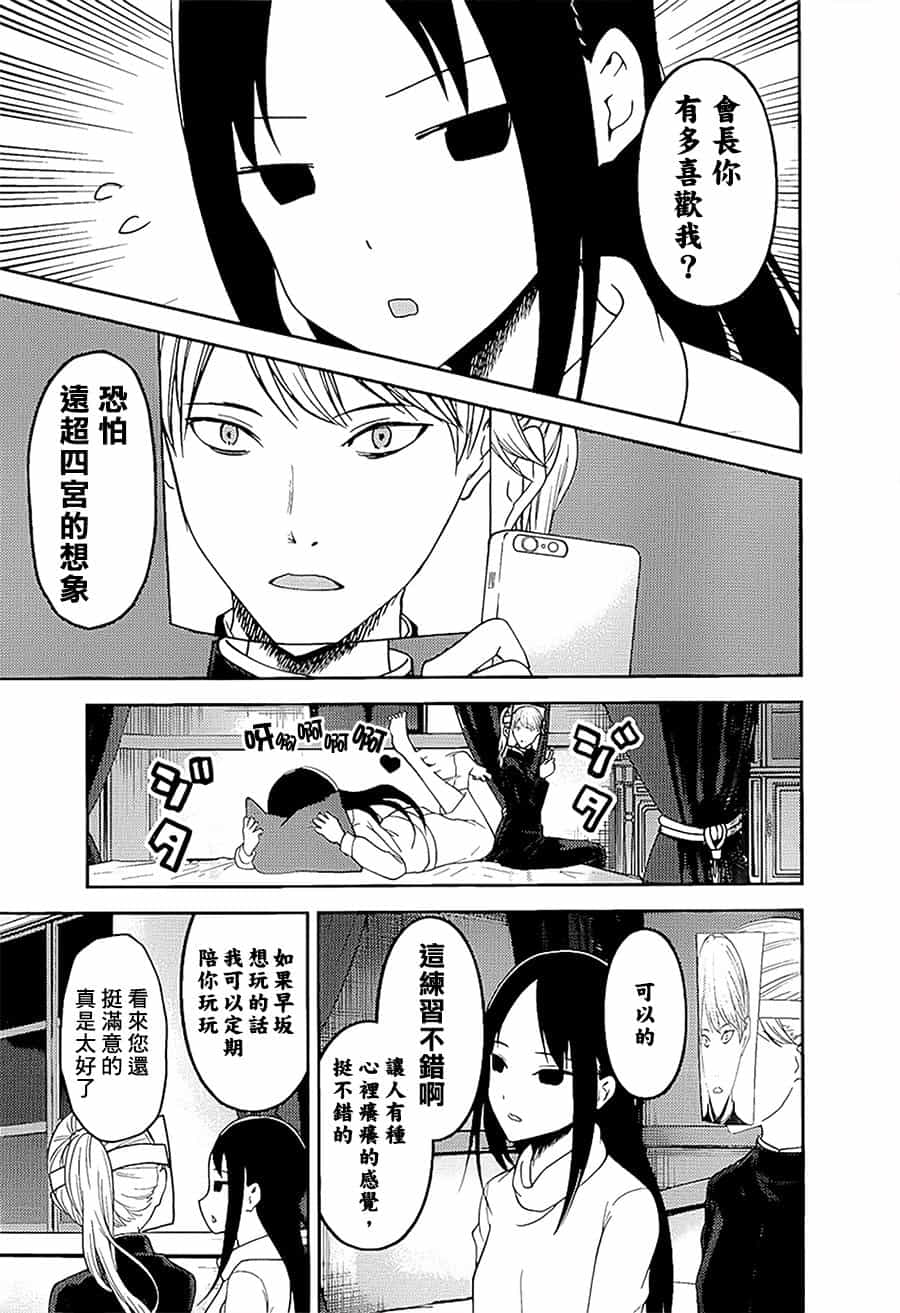 會長你
有多喜歡我？
恐怕
遠超四宮的想象
ジタ
呀啊啊啊啊
ジタ
可以的
這練習不錯啊
讓人有種
心裡癢癢的感覺，
挺不錯的
如果早坂
想玩的話
我可以定期
陪你玩玩
看來您還
挺滿意的
真是太好了